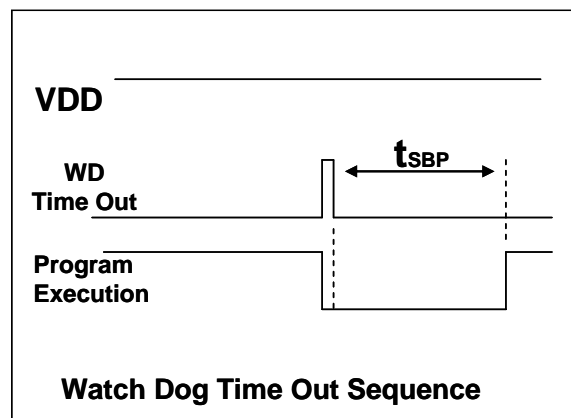 VDD
WD
Time Out
tSBP
Program
Execution
Watch Dog Time Out Sequence